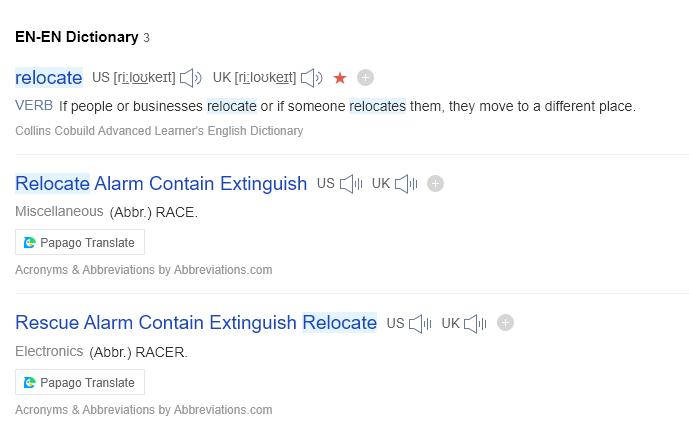 EN-EN Dictionary 3
relocate US [riːloʊkeɪt] UK [riːloʊkeɪt]
VERB If people or businesses relocate or if someone relocates them, they move to a different place.
Collins Cobuild Advanced Learner's English Dictionary
Relocate Alarm Contain Extinguish US UK
Miscellaneous (Abbr.) RACE.
Papago Translate
Acronyms & Abbreviations by Abbreviations.com
Rescue Alarm Contain Extinguish Relocate US UK
Electronics (Abbr.) RACER.
Papago Translate
Acronyms & Abbreviations by Abbreviations.com